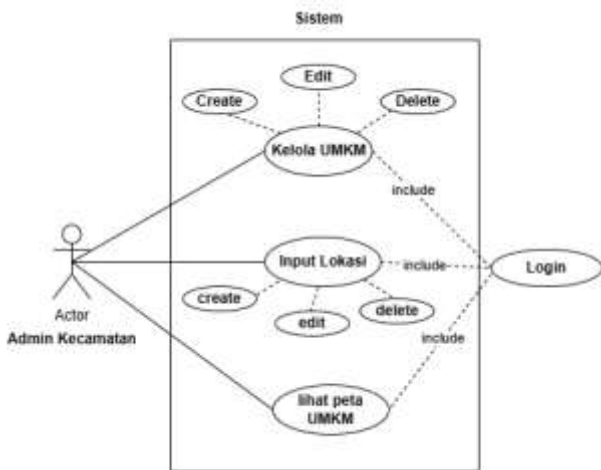 Sistem
Edit
Create
Delete
Kelola UMKM
include
Input Lokasi
include
Login
create
edit
delete
Actor
Admin Kecamatan
include
lihat peta
UMKM